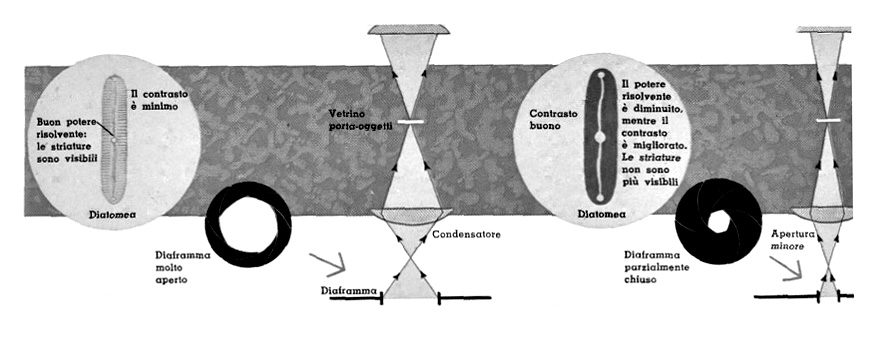 Il contrasto
è minimo
Buon potere
risolvente:
le striature
sono visibili
Diatomea
Diaframma
molto
aperto
Vetrino
porta-oggetti
Condensatore
Diaframma
Contrasto
buono
Il potere
risolvente
è diminuito,
mentre il
contrasto
è migliorato.
Le striature
non sono
più visibili
Diatomea
Diaframma
parzialmente
chiuso
Apertura
minore